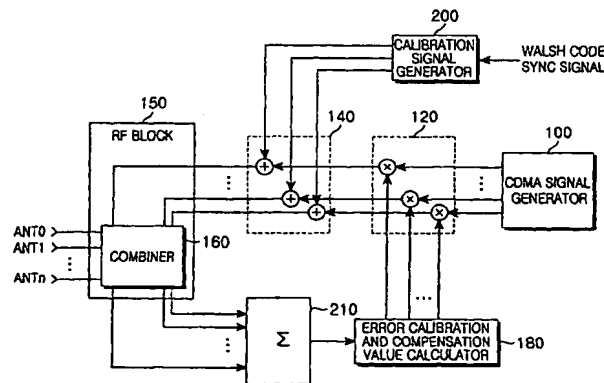 200
CALIBRATION
SIGNAL
GENERATOR
WALSH CODE
SYNC SIGNAL
150
RF BLOCK
140
120
100
CDMA SIGNAL
GENERATOR
ANT0
ANT1
ANTn
COMBINER
160
210
Σ
ERROR CALIBRATION
AND COMPENSATION
VALUE CALCULATOR
180